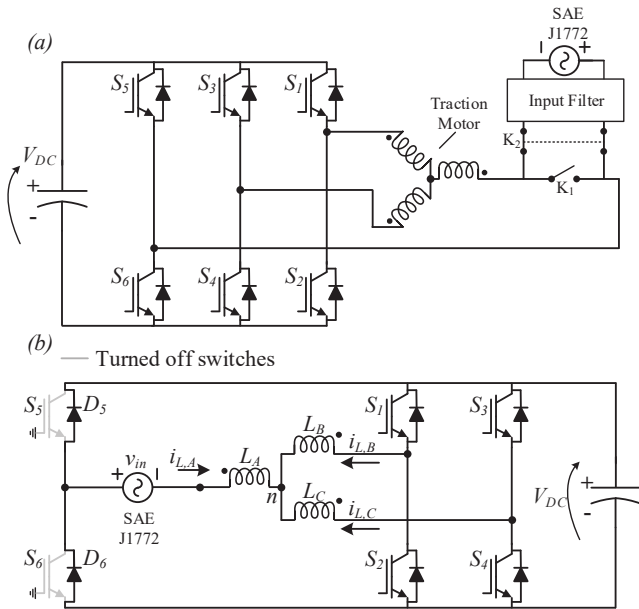 (a)
SAE
J1772
S5 S3 S1
Traction
Motor
Input Filter
K2
K1
VDC
+
-
- +
S6 S4 S2
(b)
Turned off switches
S5 D5
S1 S3
LB
vin
iL,A
LA
iL,B
+ -
n
LC
iL,C
SAE
J1772
VDC
+
-
S6 D6
S2 S4